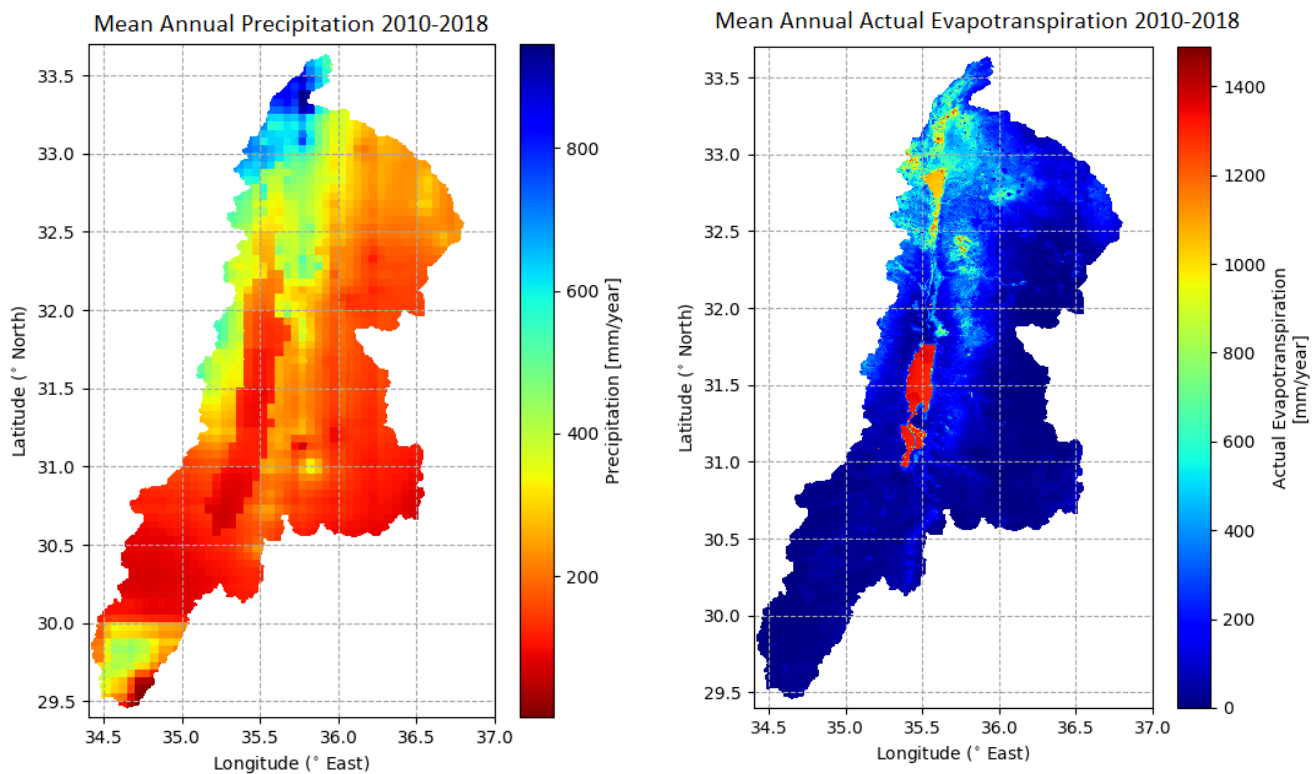 Mean Annual Precipitation 2010-2018
33.5
33.0
32.5
32.0
31.5
31.0
30.5
30.0
29.5
Latitude (° North)
34.5 35.0 35.5 36.0 36.5 37.0
Longitude (° East)
800
600
400
200
Precipitation [mm/year]
Mean Annual Actual Evapotranspiration 2010-2018
33.5
33.0
32.5
32.0
31.5
31.0
30.5
30.0
29.5
Latitude (° North)
34.5 35.0 35.5 36.0 36.5 37.0
Longitude (° East)
1400
1200
1000
800
600
400
200
0
Actual Evapotranspiration
[mm/year]